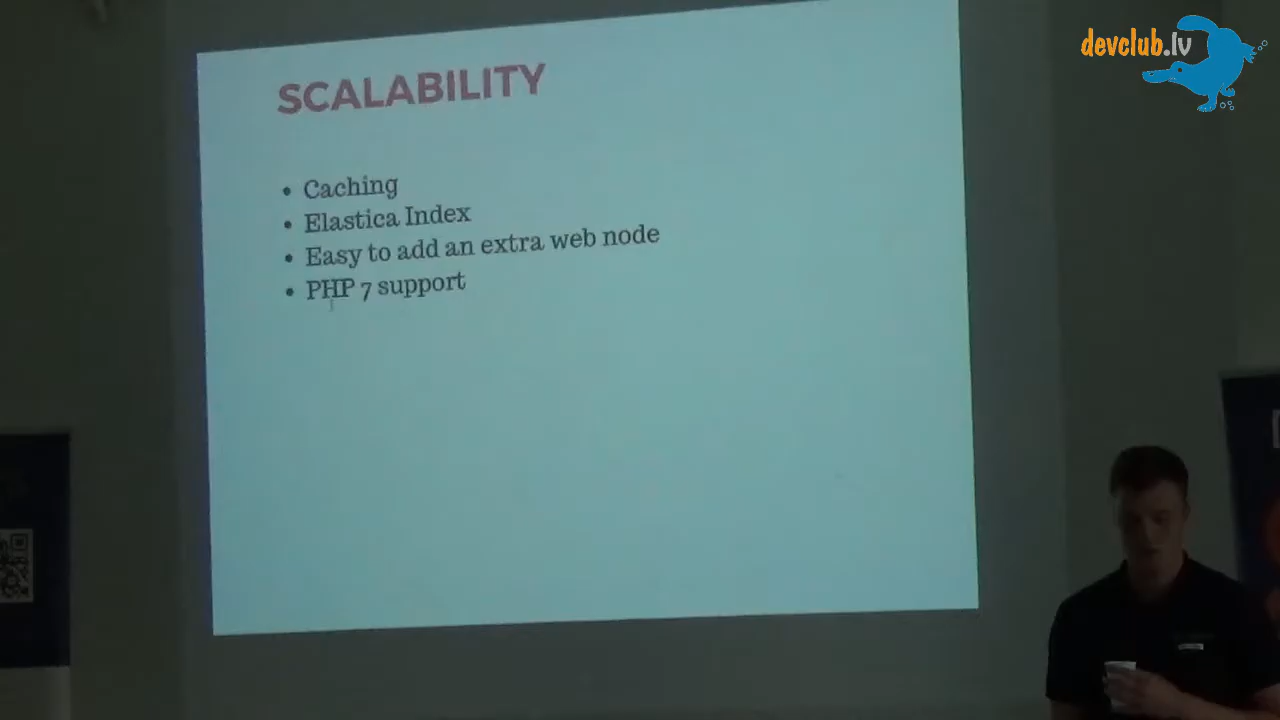 devclub.lv
SCALABILITY
• Caching
• Elastica Index
• Easy to add an extra web node
• PHP 7 support